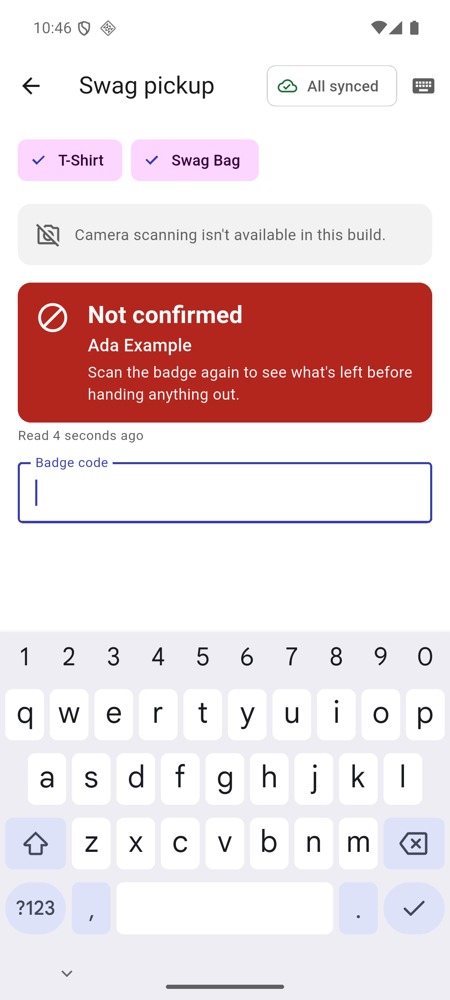 10:46
Swag pickup
All synced
T-Shirt
Swag Bag
Camera scanning isn't available in this build.
Not confirmed
Ada Example
Scan the badge again to see what's left before
handing anything out.
Read 4 seconds ago
Badge code
1 2 3 4 5 6 7 8 9 0
q w e r t y u i o p
a s d f g h j k l
z x c v b n m
?123 , .